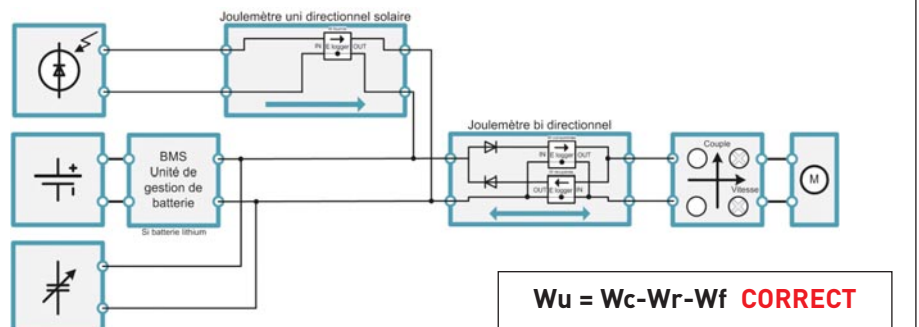 Joulemètre uni directionnel solaire
IN E logger OUT
BMS
Unité de
gestion de
batterie
Si batterie lithium
Joulemètre bi directionnel
IN E logger OUT
OUT E logger IN
Couple
Vitesse
M
Wu = Wc-Wr-Wf CORRECT